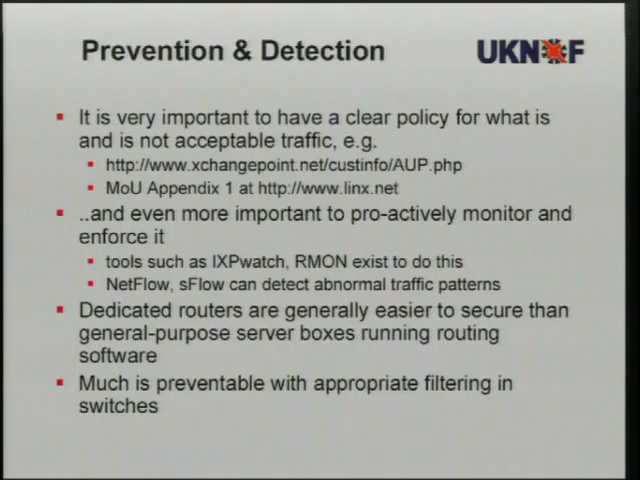 Prevention & Detection
UKNOF
It is very important to have a clear policy for what is
and is not acceptable traffic, e.g.
http://www.xchangepoint.net/custinfo/AUP.php
MoU Appendix 1 at http://www.linx.net
..and even more important to pro-actively monitor and
enforce it
tools such as IXPwatch, RMON exist to do this
NetFlow, sFlow can detect abnormal traffic patterns
Dedicated routers are generally easier to secure than
general-purpose server boxes running routing
software
Much is preventable with appropriate filtering in
switches